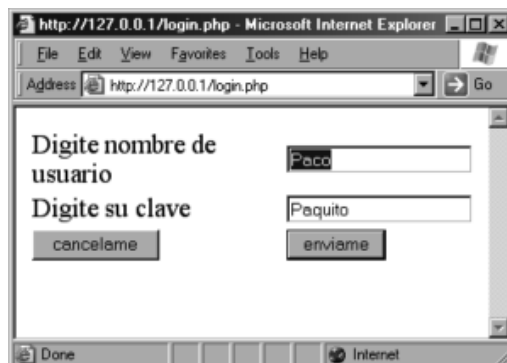 http://127.0.0.1/login.php - Microsoft Internet Explorer
File Edit View Favorites Tools Help
Address http://127.0.0.1/login.php Go
Digite nombre de
usuario
Paco
Digite su clave Paquito
cancelame enviame
Done Internet